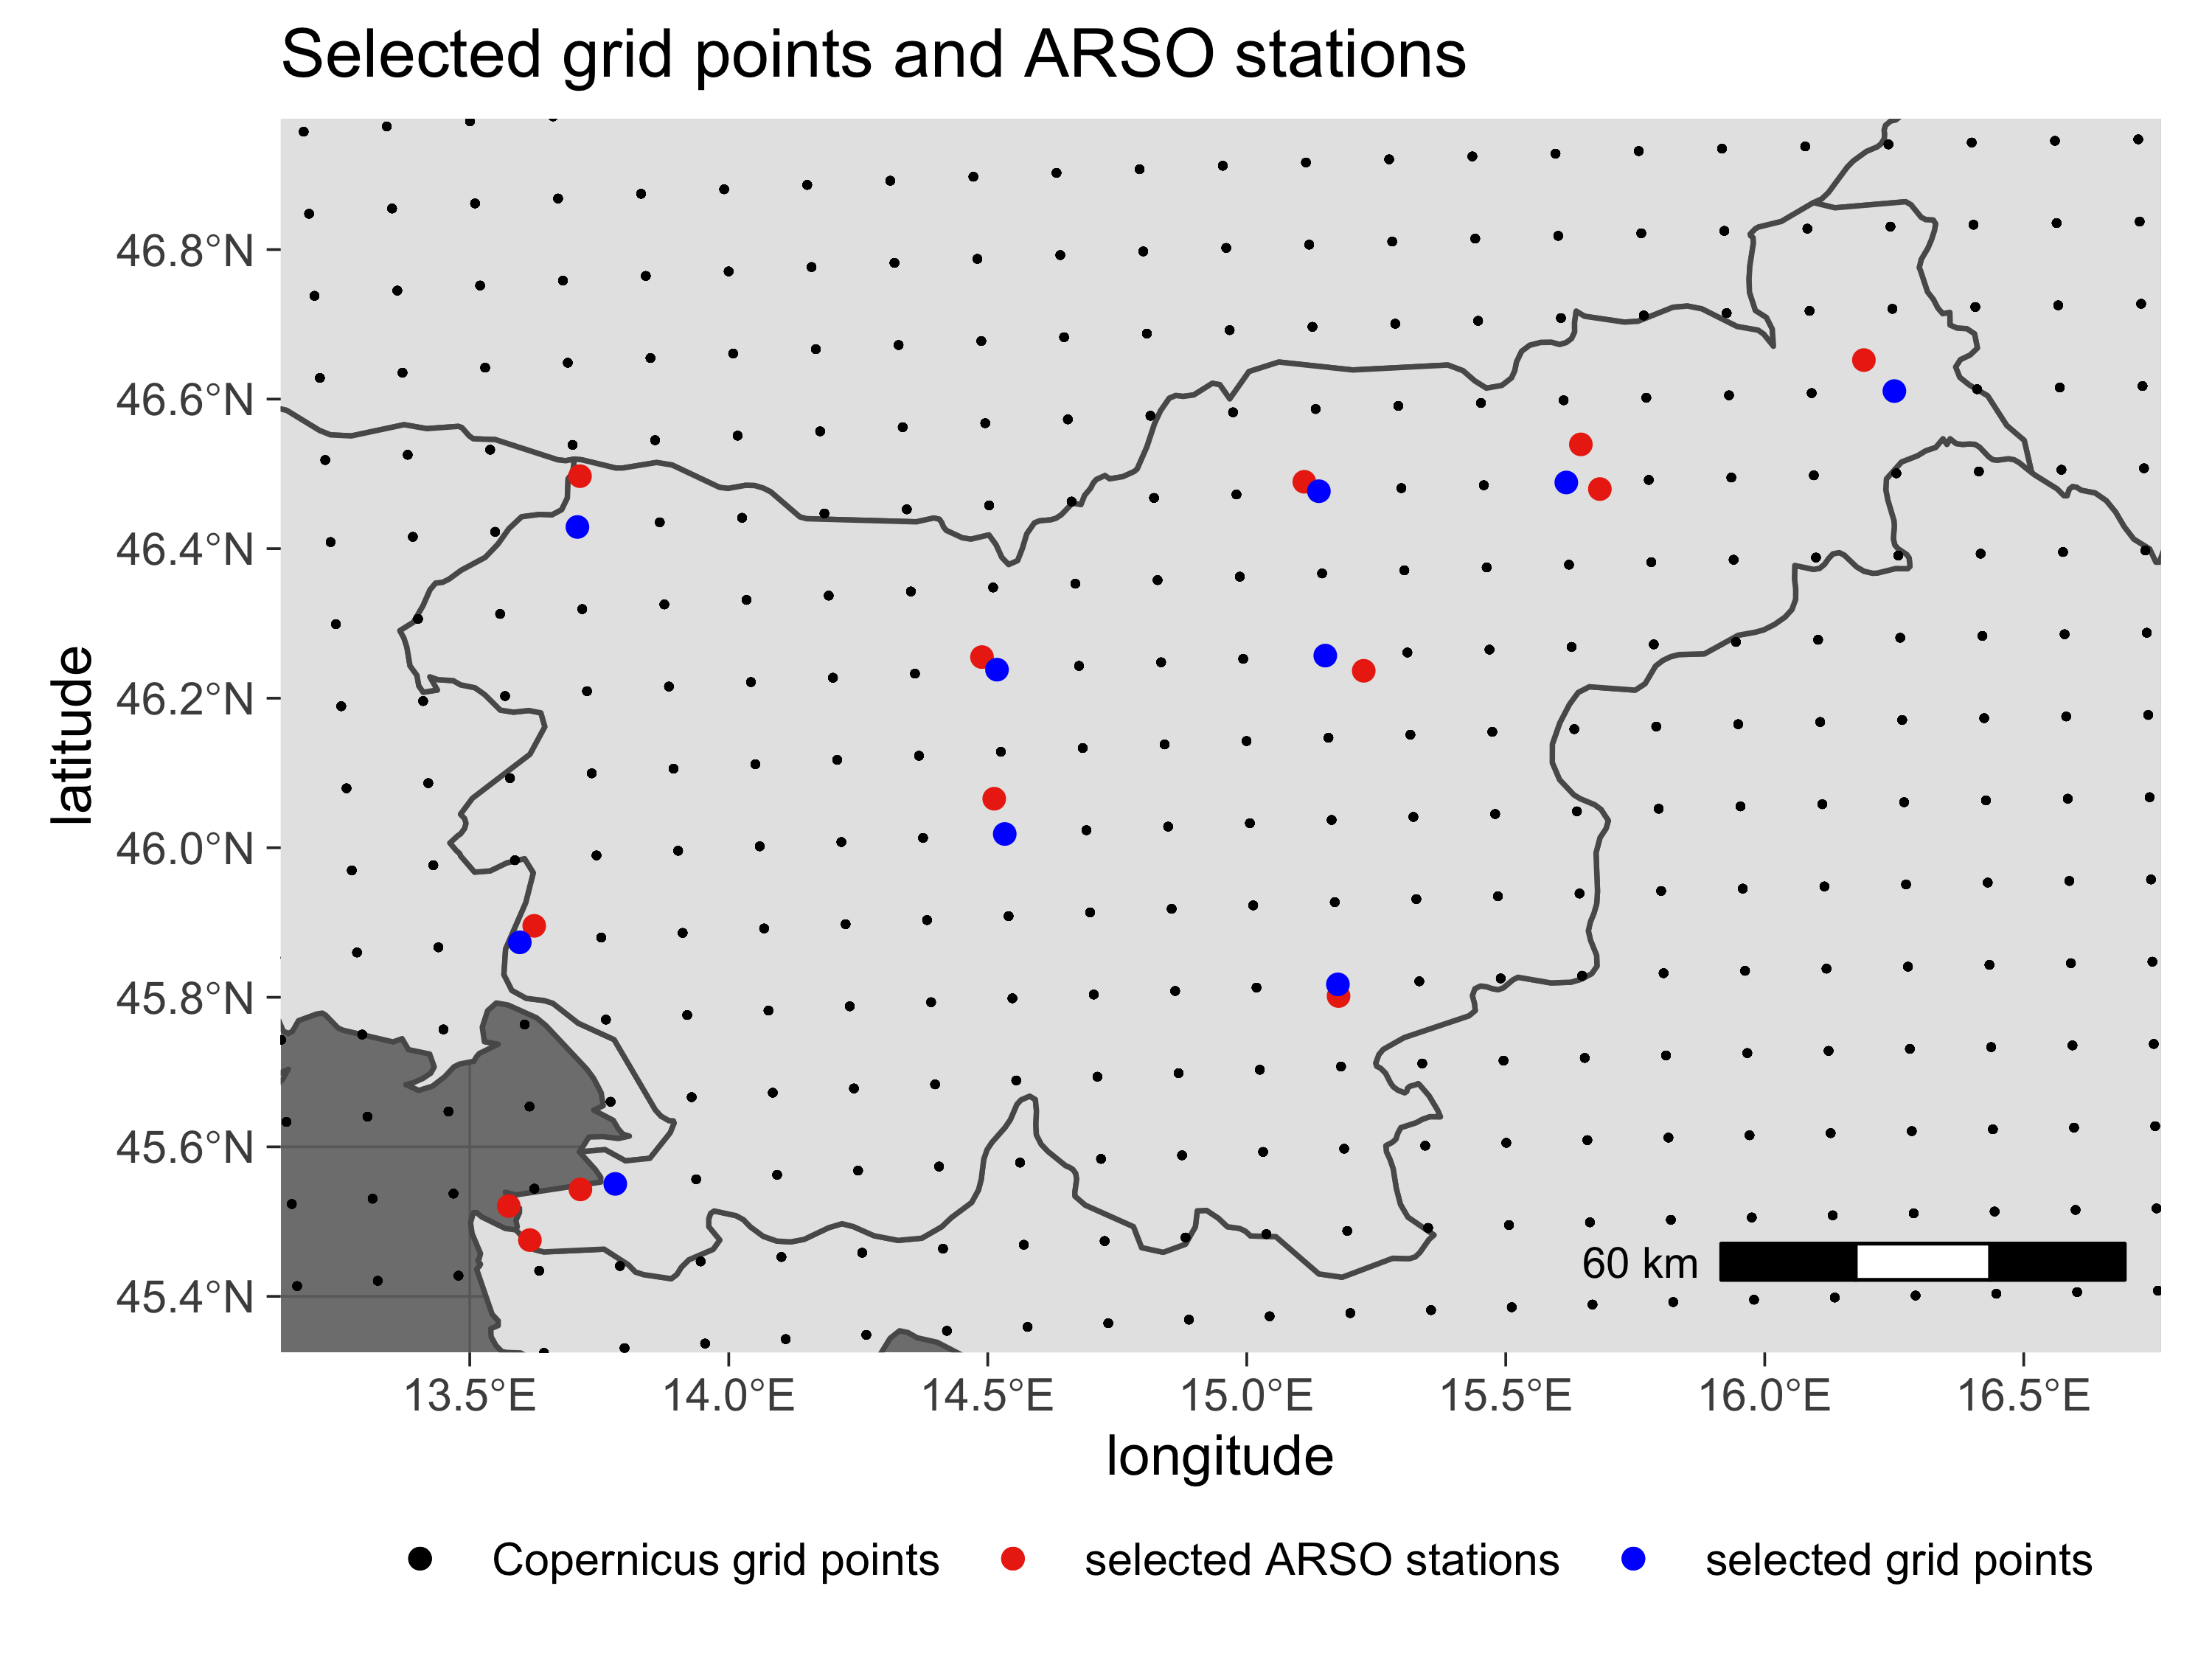 Selected grid points and ARSO stations
46.8°N
46.6°N
46.4°N
46.2°N
46.0°N
45.8°N
45.6°N
45.4°N
latitude
60 km
13.5°E 14.0°E 14.5°E 15.0°E 15.5°E 16.0°E 16.5°E
longitude
Copernicus grid points selected ARSO stations selected grid points